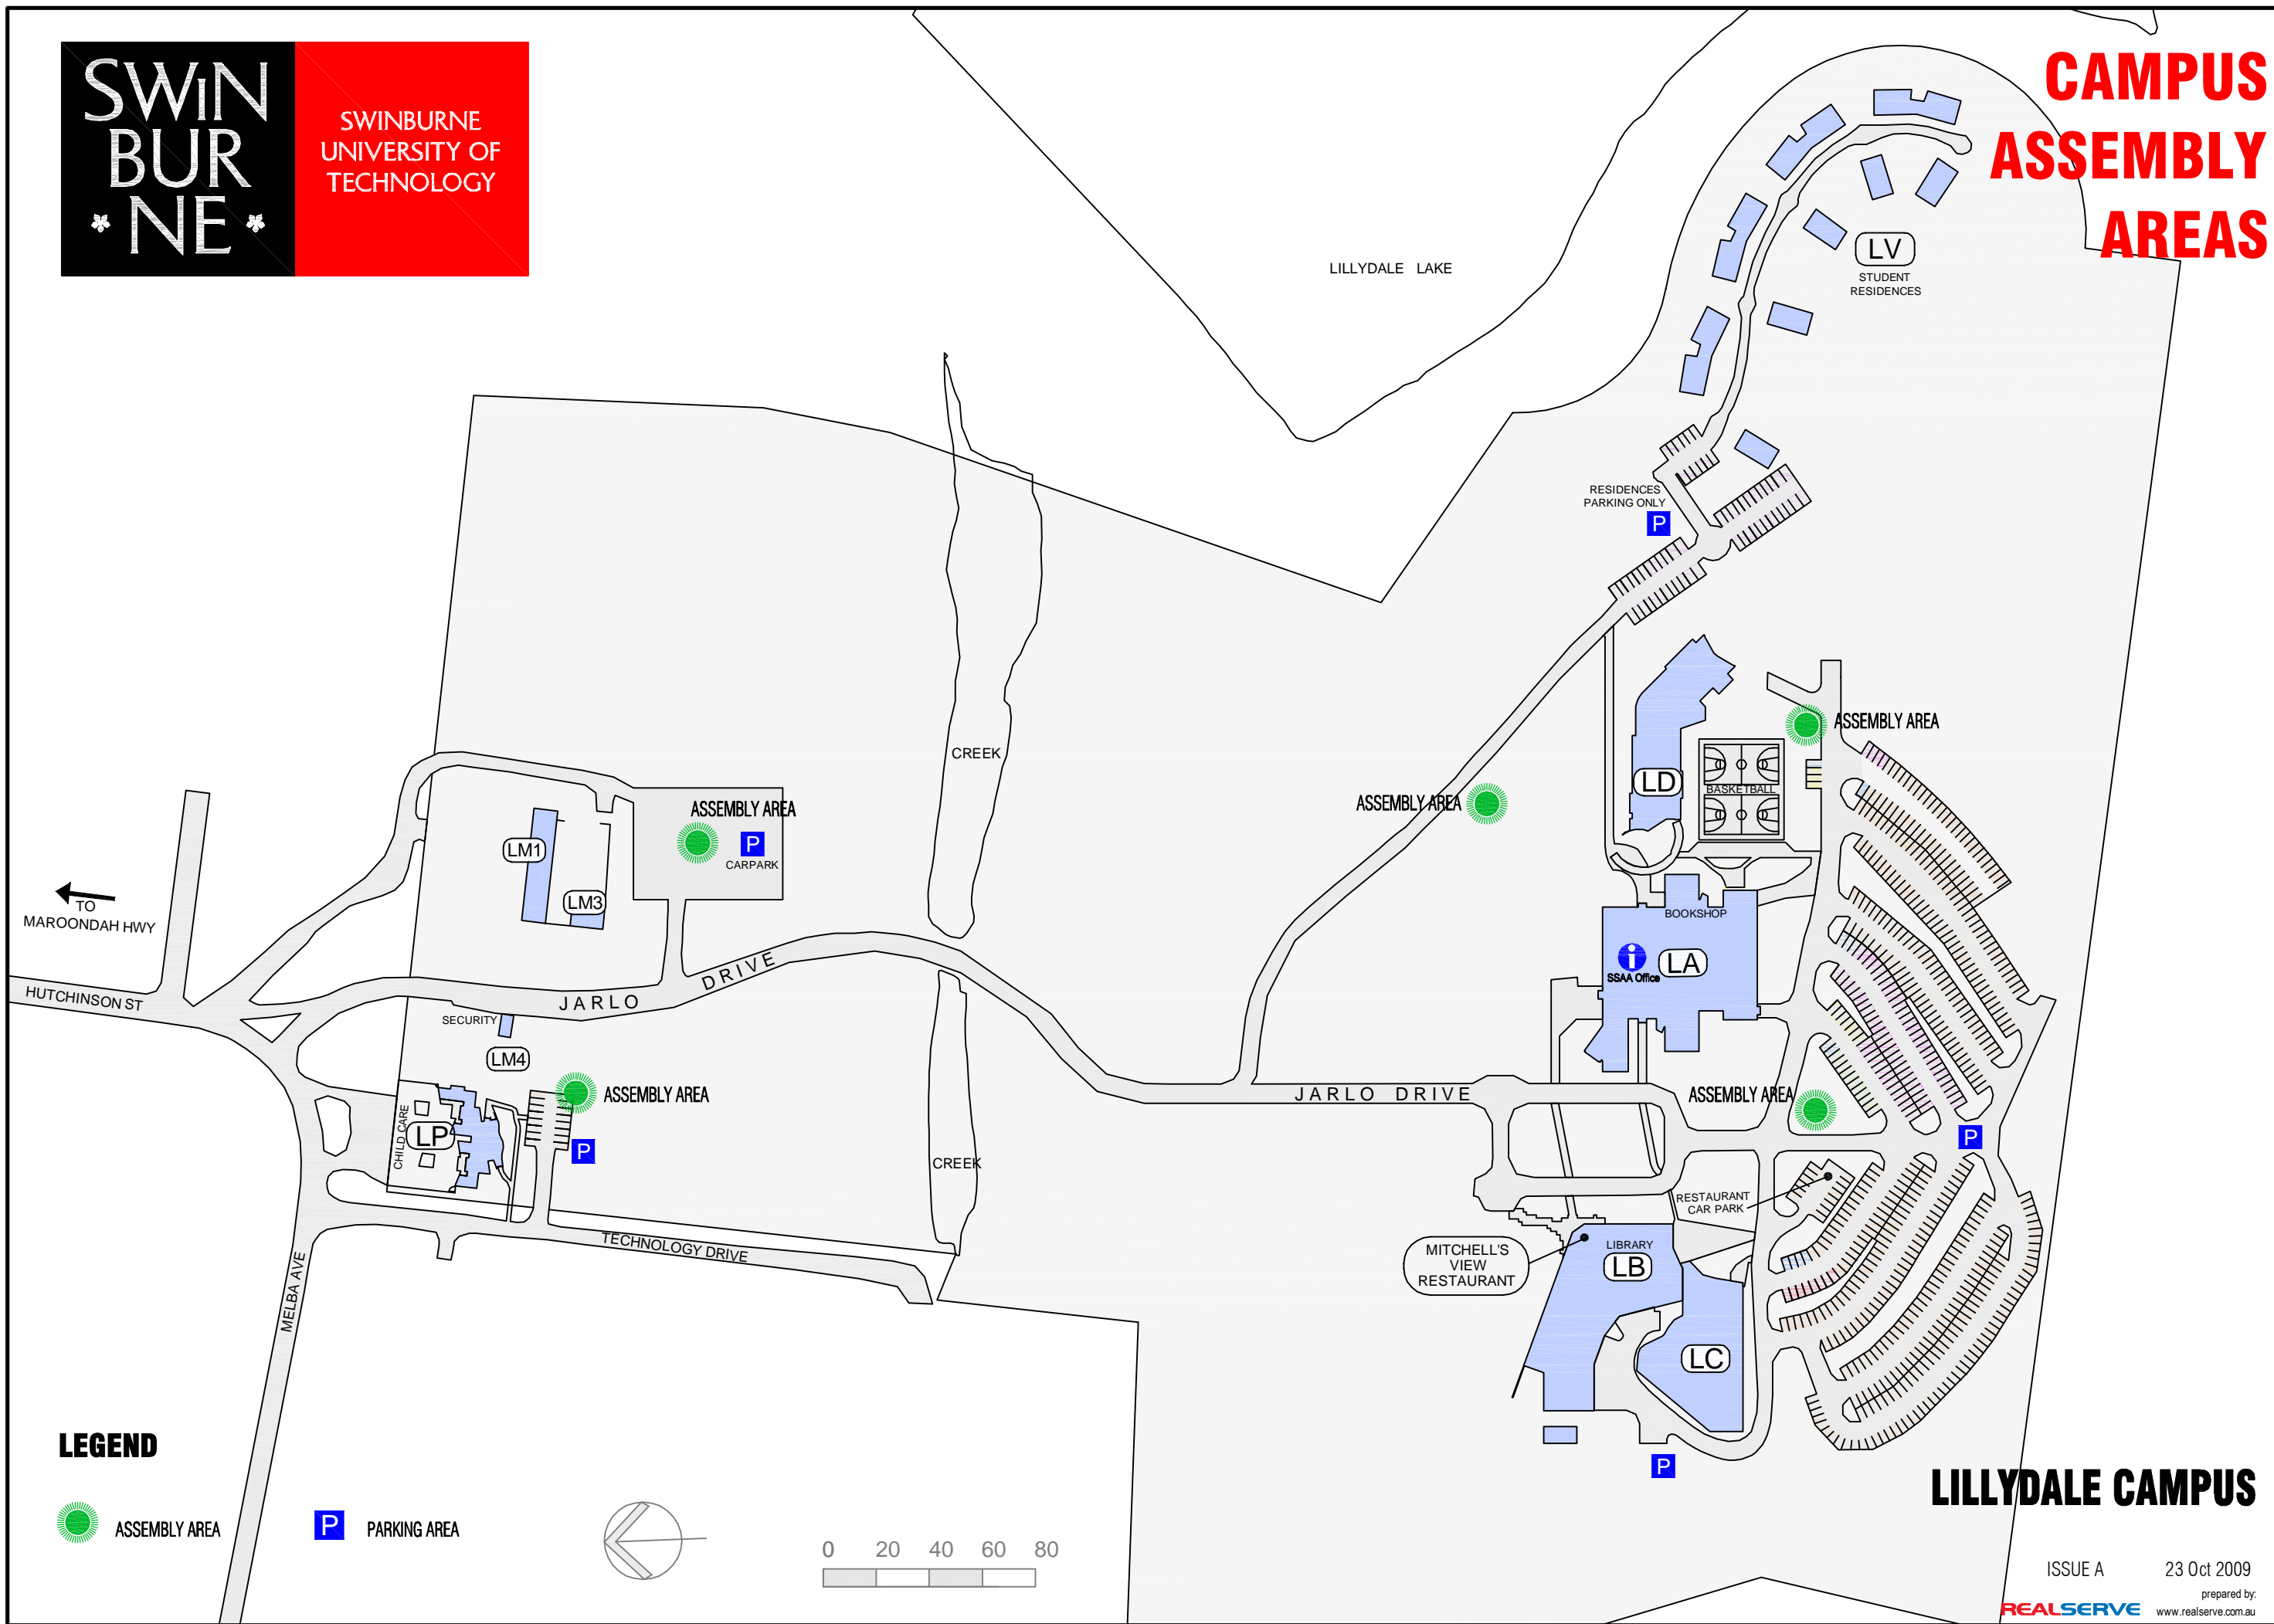 SWIN
BUR
NE
SWINBURNE
UNIVERSITY OF
TECHNOLOGY
CAMPUS
ASSEMBLY
AREAS
LILLYDALE LAKE
LV
STUDENT
RESIDENCES
RESIDENCES
PARKING ONLY
P
ASSEMBLY AREA
LD
BASKETBALL
ASSEMBLY AREA
CREEK
ASSEMBLY AREA
P
CARPARK
LM1
LM3
TO
MAROONDAH HWY
BOOKSHOP
i
SSAA Office
LA
HUTCHINSON ST
JARLO DRIVE
SECURITY
LM4
ASSEMBLY AREA
JARLO DRIVE
ASSEMBLY AREA
CHILD CARE
LP
P
P
CREEK
RESTAURANT
CAR PARK
TECHNOLOGY DRIVE
MELBA AVE
MITCHELL'S
VIEW
RESTAURANT
LIBRARY
LB
LC
P
LEGEND
ASSEMBLY AREA
P
PARKING AREA
0 20 40 60 80
LILLYDALE CAMPUS
ISSUE A 23 Oct 2009
prepared by:
REALSERVE www.realserve.com.au